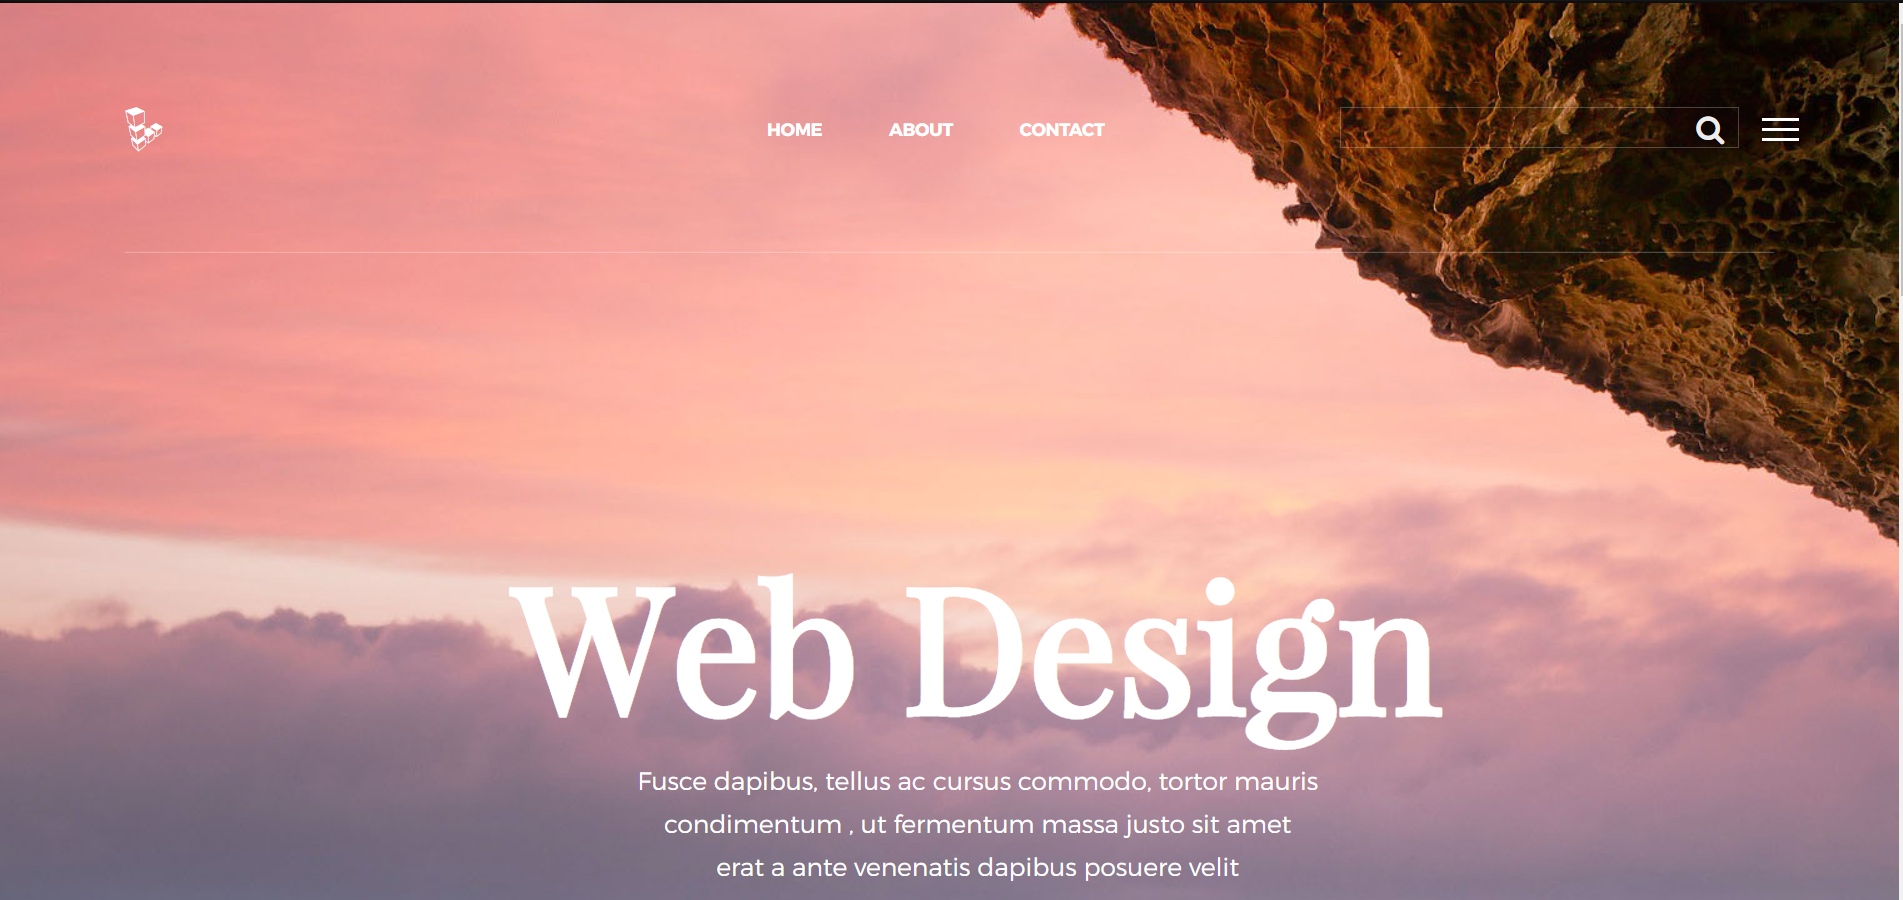 HOME ABOUT CONTACT
Web Design
Fusce dapibus, tellus ac cursus commodo, tortor mauris
condimentum , ut fermentum massa justo sit amet
erat a ante venenatis dapibus posuere velit